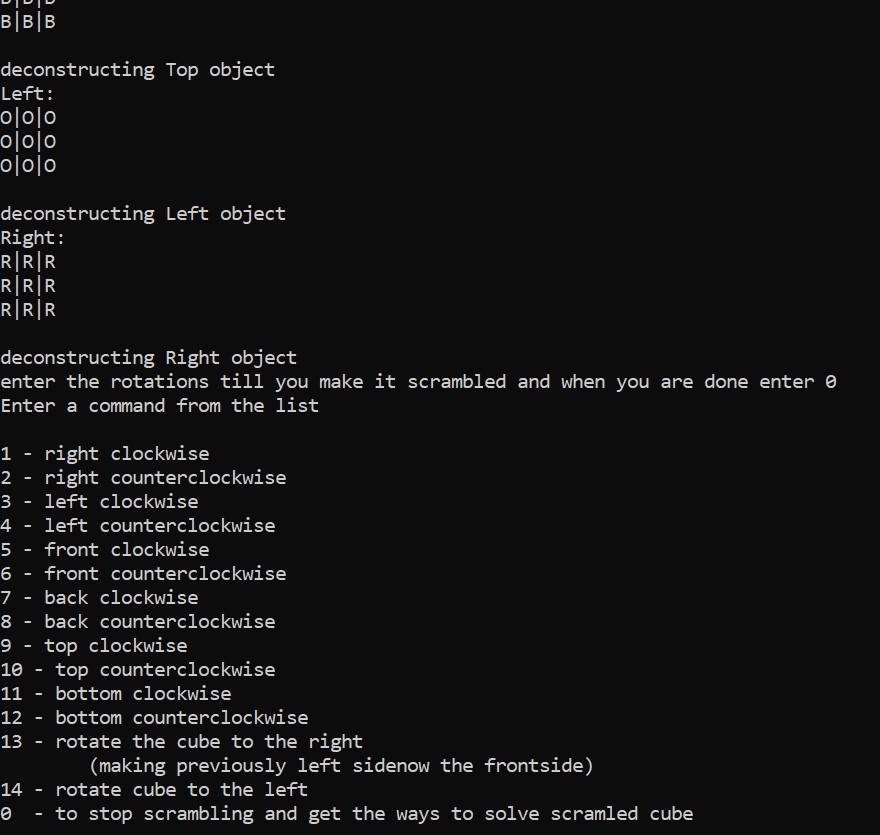 B|B|B
B|B|B

deconstructing Top object
Left:
O|O|O
O|O|O
O|O|O

deconstructing Left object
Right:
R|R|R
R|R|R
R|R|R

deconstructing Right object
enter the rotations till you make it scrambled and when you are done enter 0
Enter a command from the list

1 - right clockwise
2 - right counterclockwise
3 - left clockwise
4 - left counterclockwise
5 - front clockwise
6 - front counterclockwise
7 - back clockwise
8 - back counterclockwise
9 - top clockwise
10 - top counterclockwise
11 - bottom clockwise
12 - bottom counterclockwise
13 - rotate the cube to the right
        (making previously left sidenow the frontside)
14 - rotate cube to the left
0  - to stop scrambling and get the ways to solve scramled cube